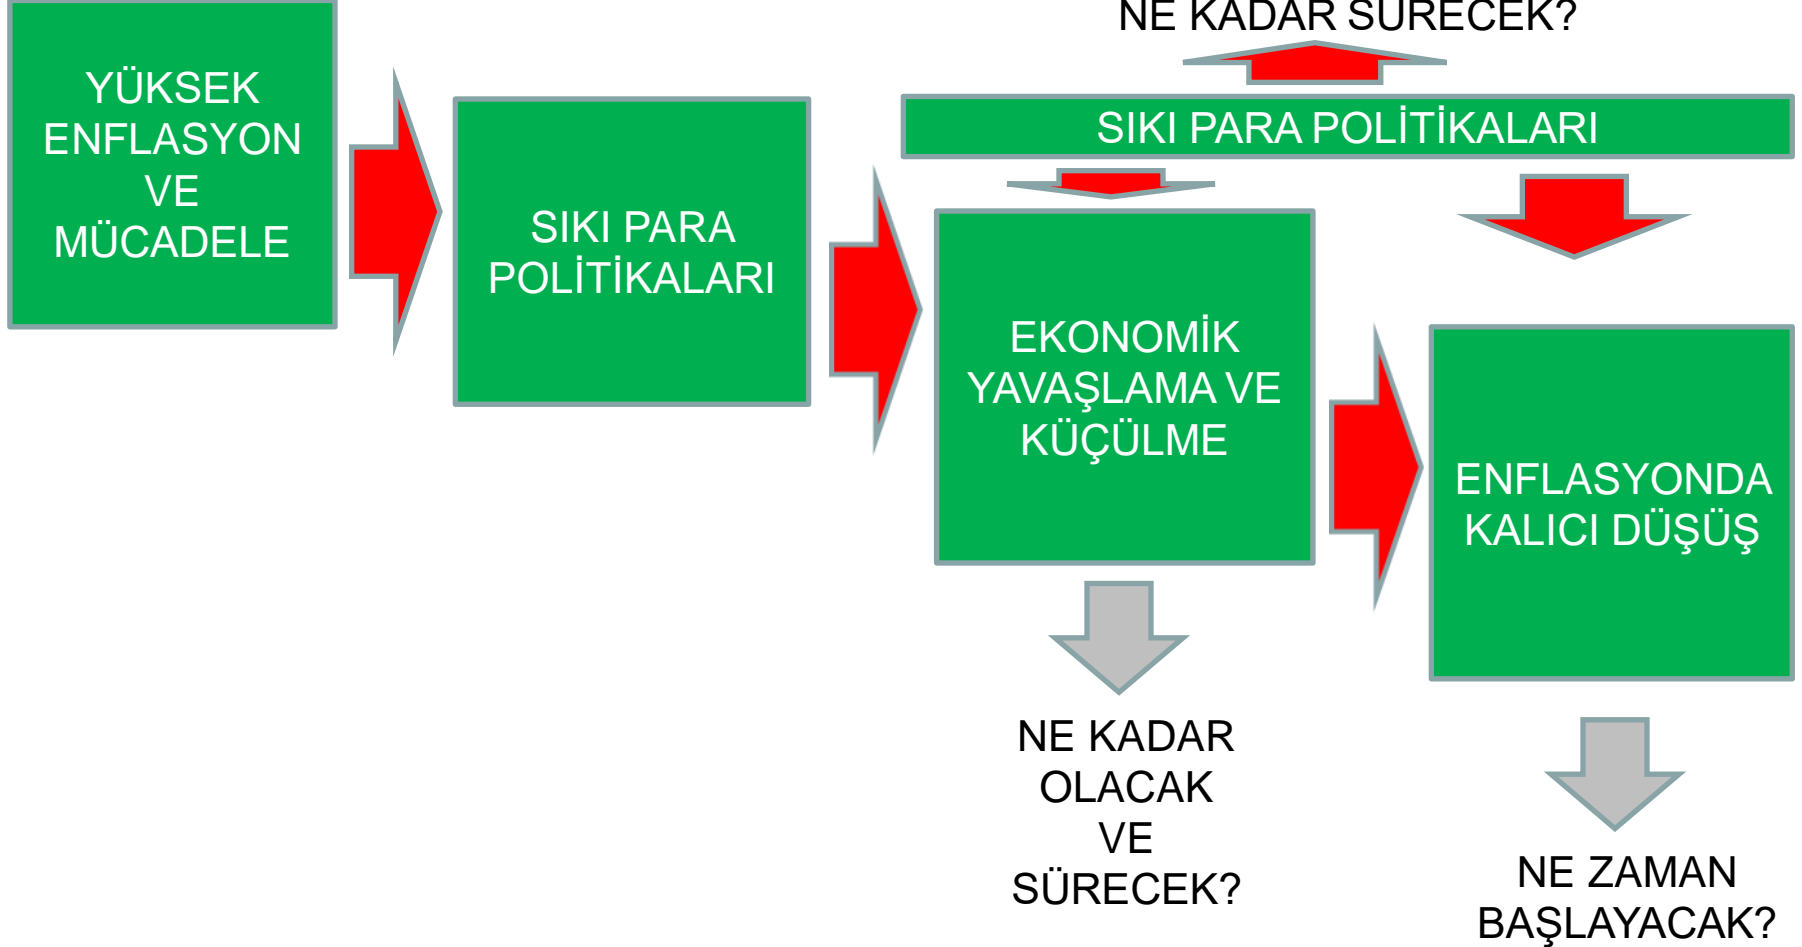 NE KADAR SÜRECEK?
YÜKSEK
ENFLASYON
VE
MÜCADELE
SIKI PARA
POLİTİKALARI
SIKI PARA POLİTİKALARI
EKONOMİK
YAVAŞLAMA VE
KÜÇÜLME
ENFLASYONDA
KALICI DÜŞÜŞ
NE KADAR
OLACAK
VE
SÜRECEK?
NE ZAMAN
BAŞLAYACAK?